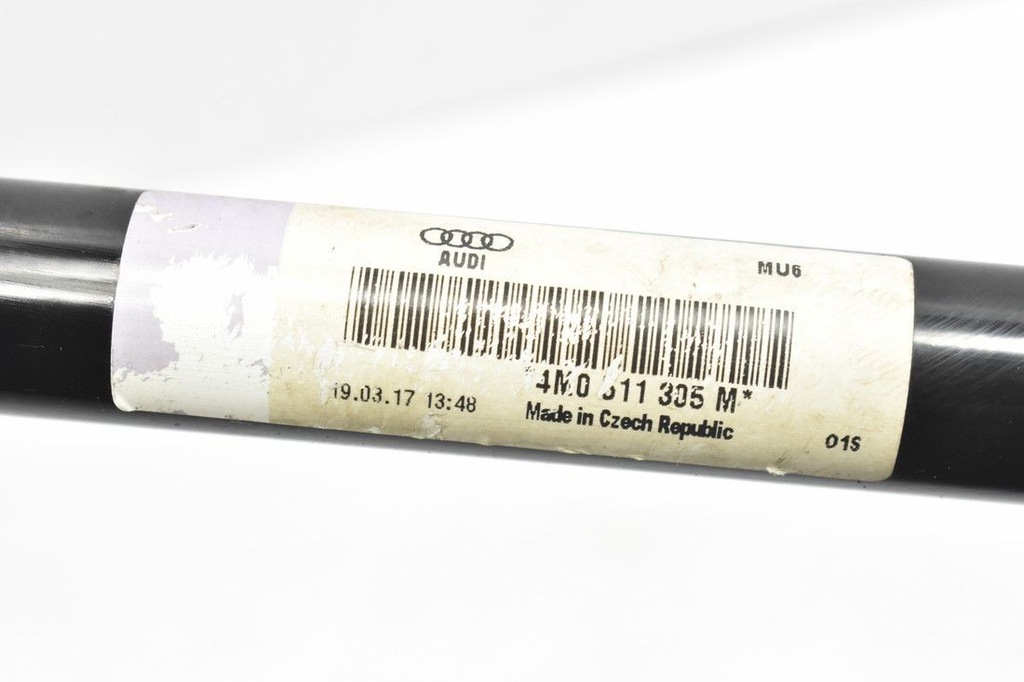 AUDI
MU6
4M0 511 305 M*
19.03.17 13:48
Made in Czech Republic
01S